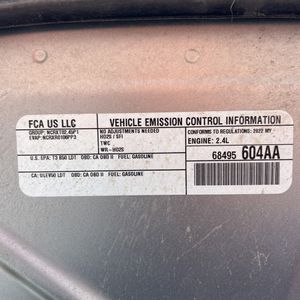 FCA US LLC
VEHICLE EMISSION CONTROL INFORMATION
GROUP: NCRXT02.45P1
EVAP: NCRXR0106PP3
NO ADJUSTMENTS NEEDED
HO2S / SFI
TWC
WR-HO2S
CONFORMS TO REGULATIONS: 2022 MY
ENGINE: 2.4L
68495 604AA
U.S. EPA: T3 B50 LDT OBD: CA OBD II FUEL: GASOLINE
CA: ULEV50 LDT OBD: CA OBD II FUEL: GASOLINE